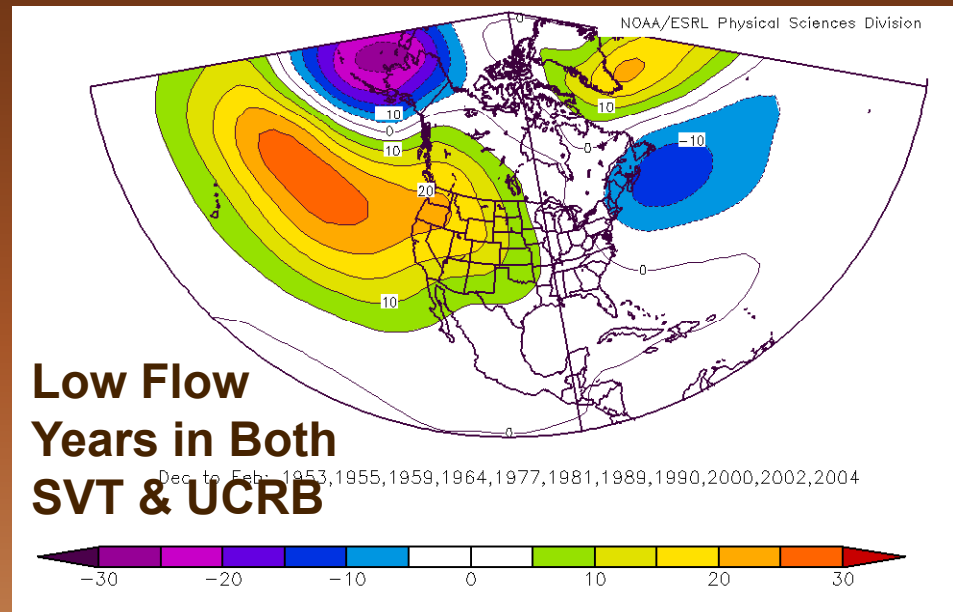 NOAA/ESRL Physical Sciences Division
0
-10
0
10
10
-10
0
20
0
10
0
Low Flow
Years in Both
SVT & UCRB
Dec to Feb: 1953,1955,1959,1964,1977,1981,1989,1990,2000,2002,2004
-30 -20 -10 0 10 20 30